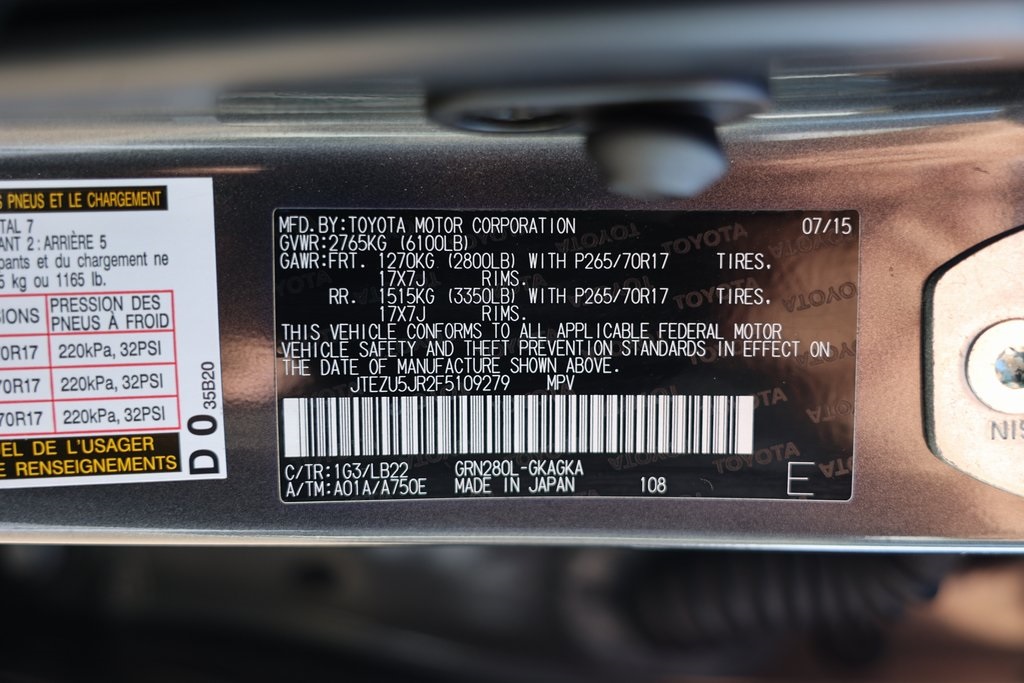 S PNEUS ET LE CHARGEMENT
TAL 7
ANT 2 : ARRIÈRE 5
pants et du chargement ne
5 kg ou 1165 lb.
IONS PRESSION DES
PNEUS À FROID
70R17 220kPa, 32PSI
70R17 220kPa, 32PSI
70R17 220kPa, 32PSI
EL DE L'USAGER
E RENSEIGNEMENTS
D 0 35B20
MFD. BY:TOYOTA MOTOR CORPORATION 07/15
GVWR:2765KG (6100LB)
GAWR:FRT. 1270KG (2800LB) WITH P265/70R17 TIRES.
17X7J RIMS.
RR. 1515KG (3350LB) WITH P265/70R17 TIRES.
17X7J RIMS.
THIS VEHICLE CONFORMS TO ALL APPLICABLE FEDERAL MOTOR
VEHICLE SAFETY AND THEFT PREVENTION STANDARDS IN EFFECT ON
THE DATE OF MANUFACTURE SHOWN ABOVE.
JTEZU5JR2F5109279 MPV
C/TR:1G3/LB22 GRN280L-GKAGKA
A/TM:A01A/A750E MADE IN JAPAN 108 E
TOYOTA
NIS